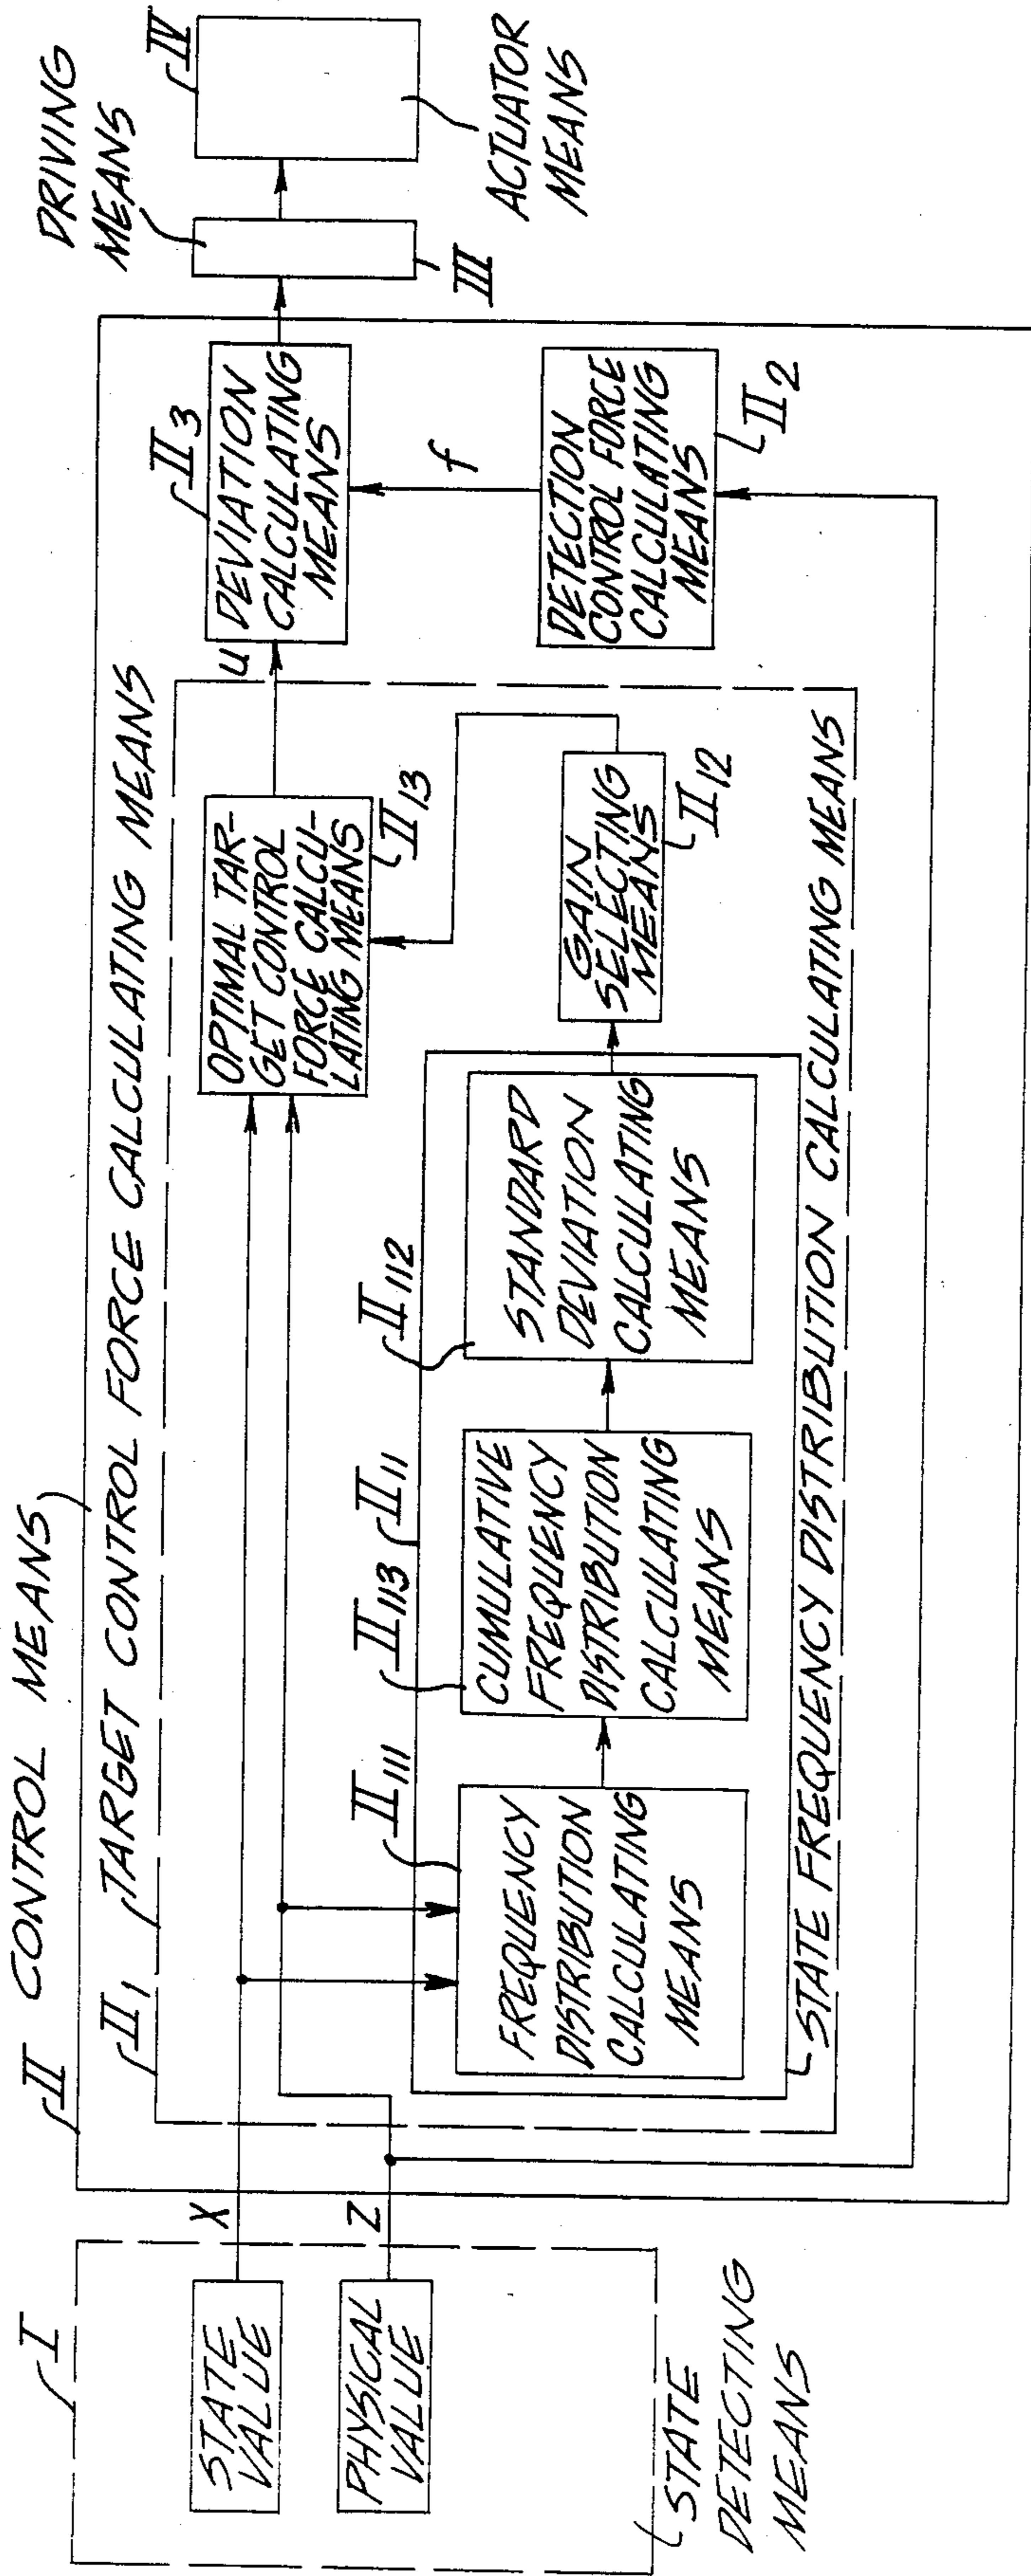 II CONTROL MEANS
II1 TARGET CONTROL FORCE CALCULATING MEANS
I
STATE
VALUE
PHYSICAL
VALUE
STATE
DETECTING
MEANS
X
Z
II111
FREQUENCY
DISTRIBUTION
CALCULATING
MEANS
II113
CUMULATIVE
FREQUENCY
DISTRIBUTION
CALCULATING
MEANS
II11
II112
STANDARD
DEVIATION
CALCULATING
MEANS
STATE FREQUENCY DISTRIBUTION CALCULATING MEANS
OPTIMAL TAR-
GET CONTROL
FORCE CALCU-
LATING MEANS
II13
GAIN
SELECTING
MEANS
II12
u
II3
DEVIATION
CALCULATING
MEANS
f
DETECTION
CONTROL FORCE
CALCULATING
MEANS
II2
DRIVING
MEANS
III
IV
ACTUATOR
MEANS